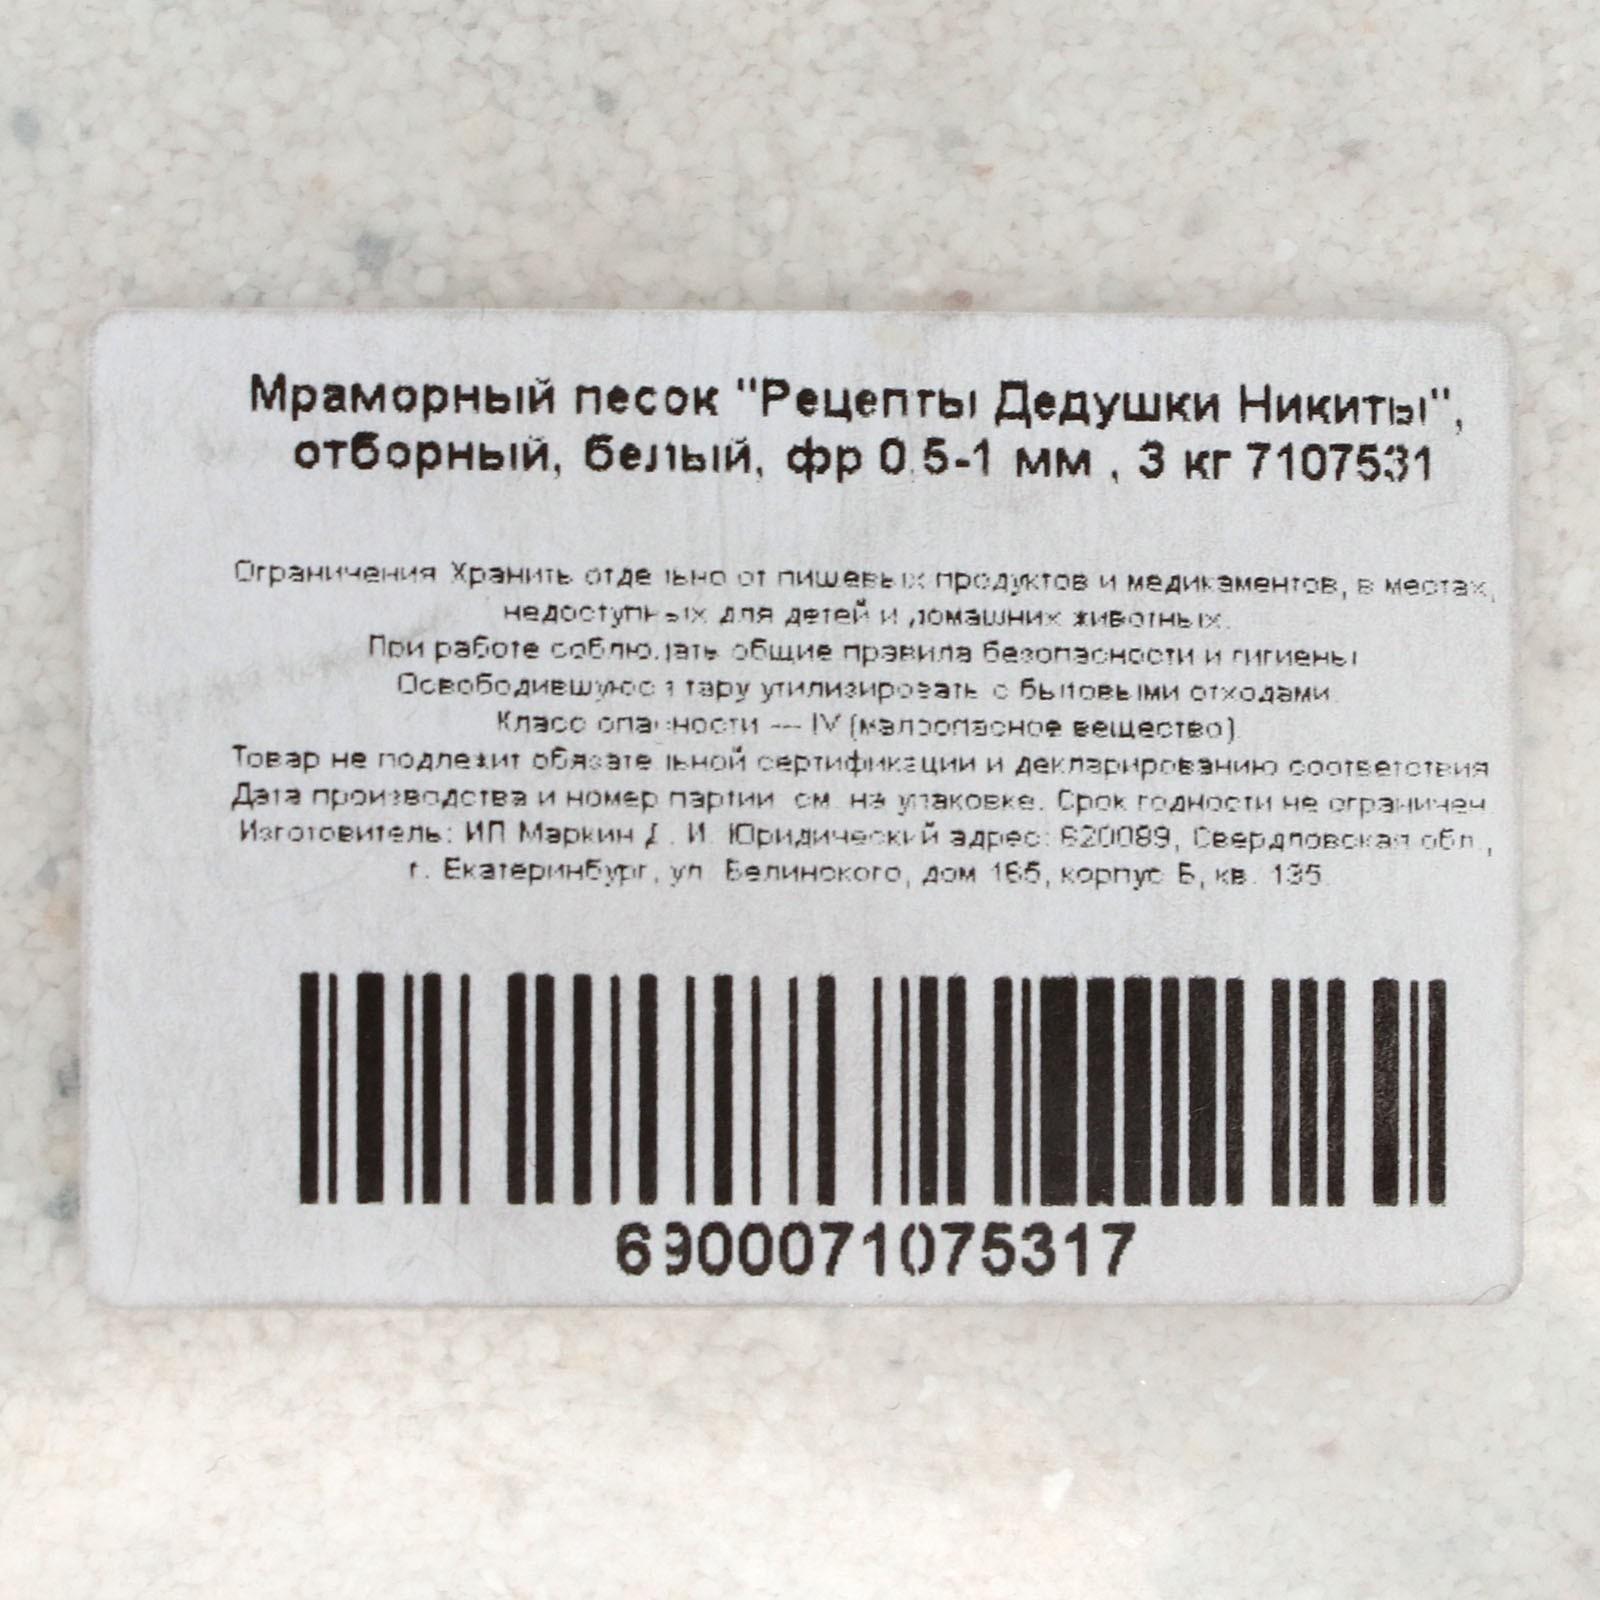 Мраморный песок "Рецепты Дедушки Никиты",
отборный, белый, фр 0,5-1 мм , 3 кг 7107531
Ограничения Хранить отдельно от пищевых продуктов и медикаментов, в местах,
недоступных для детей и домашних животных.
При работе соблюдать общие правила безопасности и гигиены
Освободившуюся тару утилизировать с бытовыми отходами.
Класс опасности — IV (малоопасное вещество).
Товар не подлежит обязательной сертификации и декларированию соответствия
Дата производства и номер партии см. на упаковке. Срок годности не ограничен
Изготовитель: ИП Маркин Д. И. Юридический адрес: 620089, Свердловская обл.,
г. Екатеринбург, ул. Белинского, дом корпус Б, кв. 135.
6900071075317